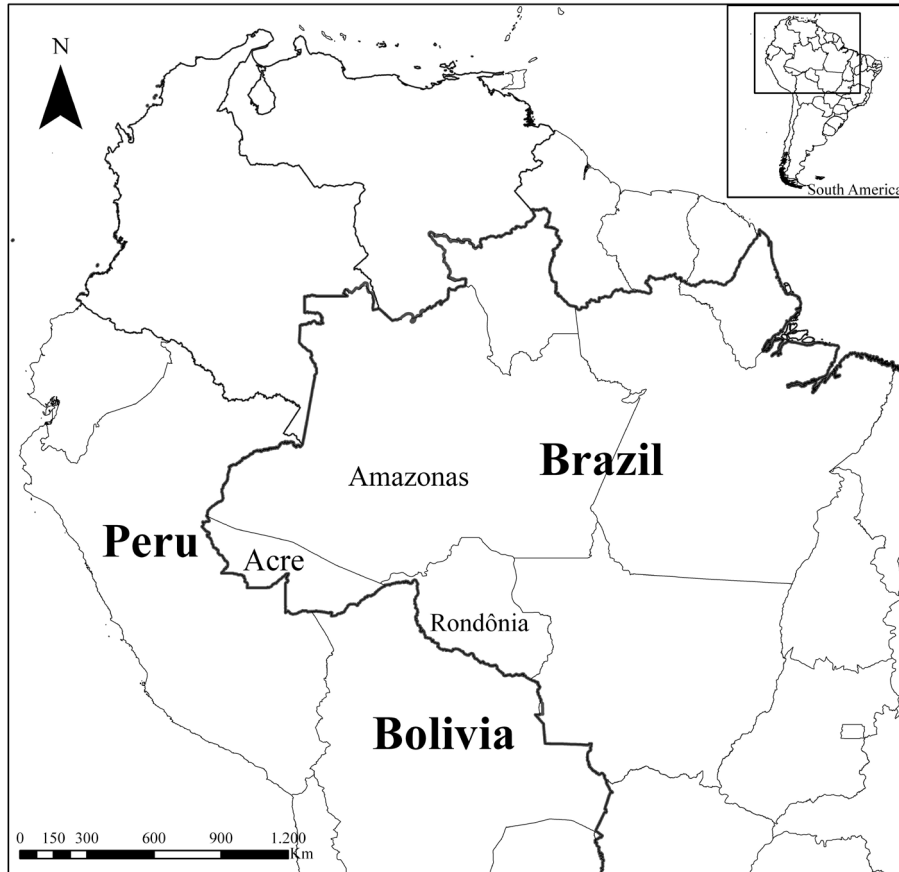 N
South America
Amazonas
Brazil
Peru
Acre
Rondônia
Bolivia
0 150 300 600 900 1.200
Km